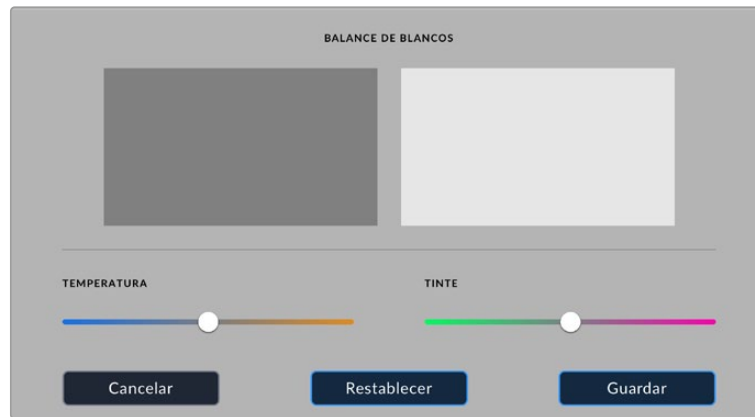 BALANCE DE BLANCOS
TEMPERATURA
TINTE
Cancelar
Restablecer
Guardar